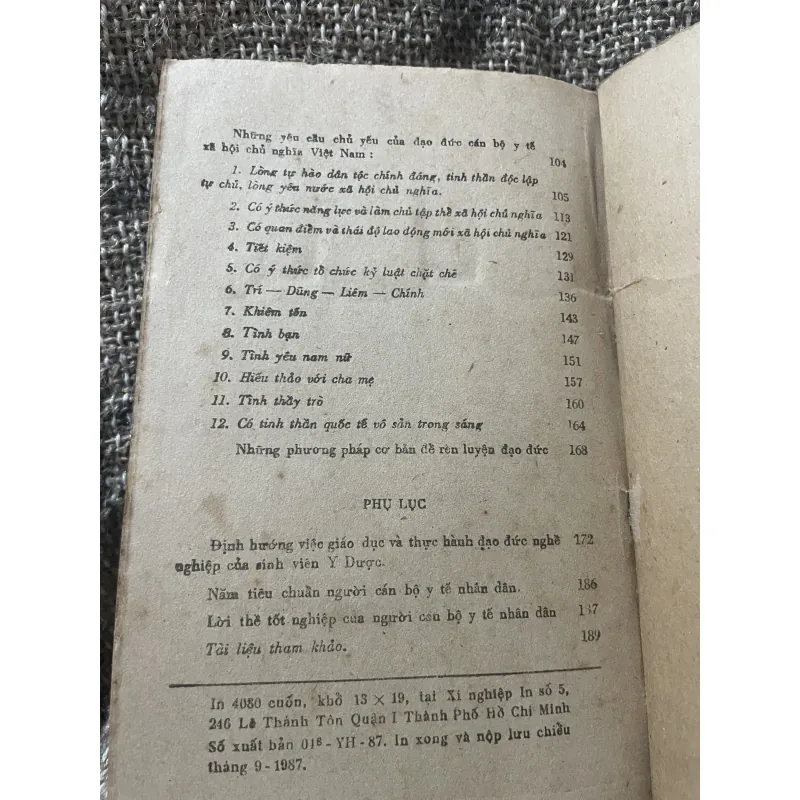 Những yêu cầu chủ yếu của đạo đức cán bộ y tế
xã hội chủ nghĩa Việt Nam : 104
1. Lòng tự hào dân tộc chính đáng, tinh thần độc lập
tự chủ, lòng yêu nước xã hội chủ nghĩa. 105
2. Có ý thức năng lực và làm chủ tập thể xã hội chủ nghĩa 113
3. Có quan điểm và thái độ lao động mới xã hội chủ nghĩa 121
4. Tiết kiệm 129
5. Có ý thức tổ chức kỷ luật chặt chẽ 131
6. Trí — Dũng — Liêm — Chính 136
7. Khiêm tốn 143
8. Tình bạn 147
9. Tình yêu nam nữ 151
10. Hiếu thảo với cha mẹ 157
11. Tình thầy trò 160
12. Có tinh thần quốc tế vô sản trong sáng 164
Những phương pháp cơ bản để rèn luyện đạo đức 168
PHỤ LỤC
Định hướng việc giáo dục và thực hành đạo đức nghề 172
nghiệp của sinh viên Y Dược.
Năm tiêu chuẩn người cán bộ y tế nhân dân. 186
Lời thề tốt nghiệp của người cán bộ y tế nhân dân 187
Tài liệu tham khảo. 189
In 4080 cuốn, khổ 13 × 19, tại Xí nghiệp In số 5,
246 Lê Thánh Tôn Quận I Thành Phố Hồ Chí Minh
Số xuất bản 01⁶ - YH - 87. In xong và nộp lưu chiểu
tháng 9 - 1987.